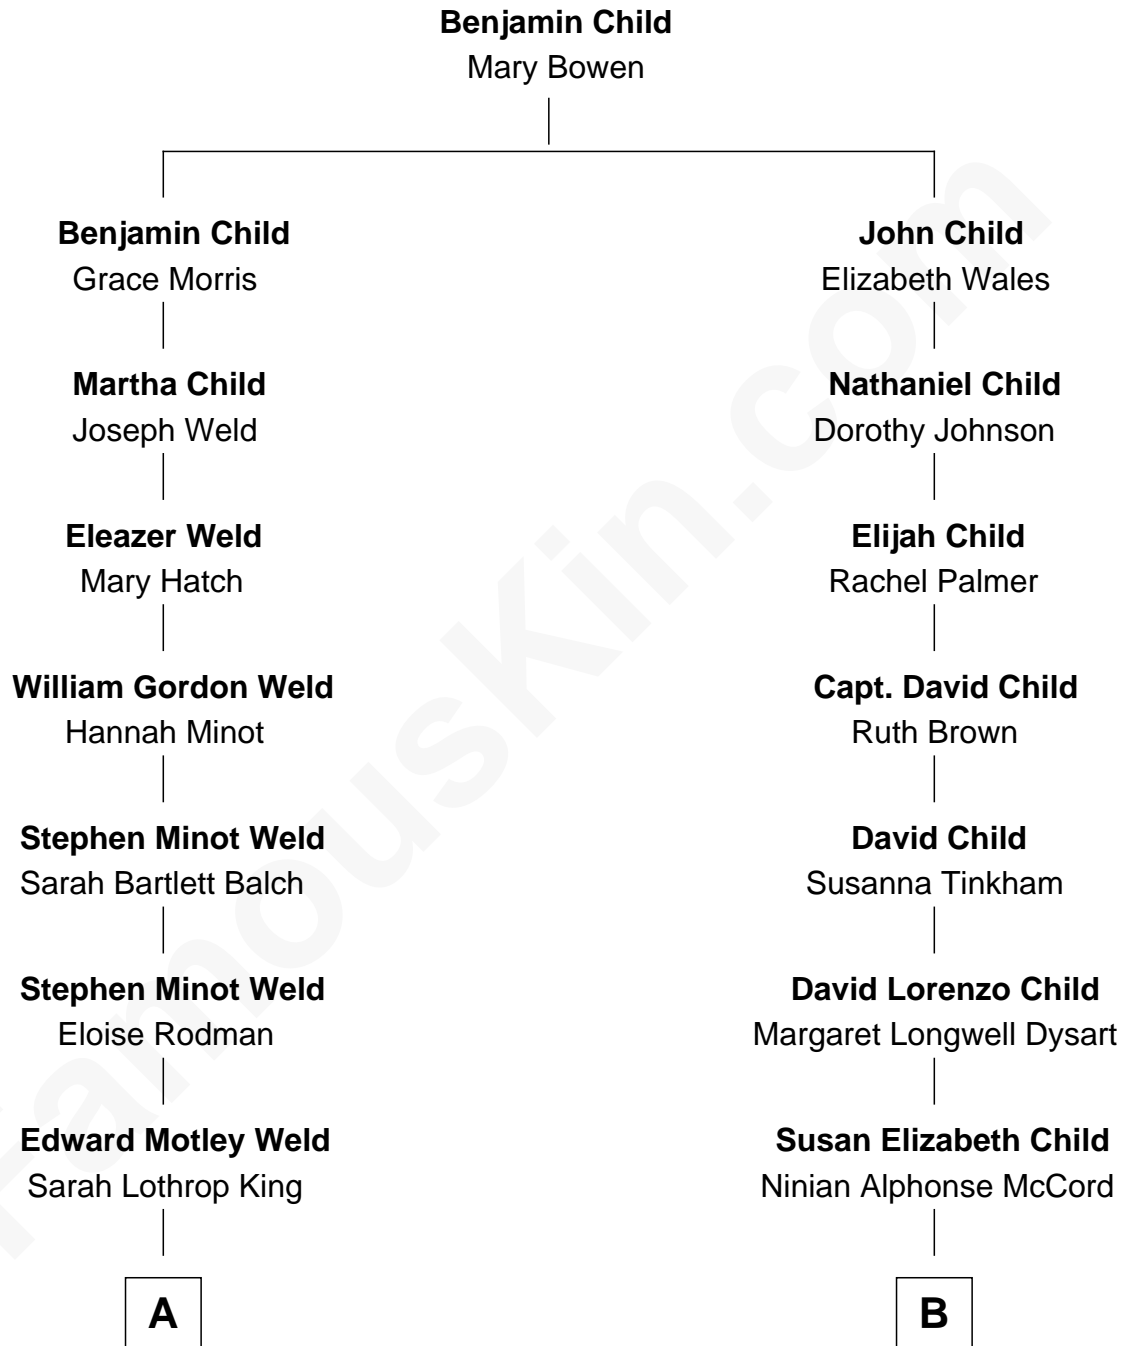 Benjamin Child
Mary Bowen
Benjamin Child
Grace Morris
Martha Child
Joseph Weld
Eleazer Weld
Mary Hatch
William Gordon Weld
Hannah Minot
Stephen Minot Weld
Sarah Bartlett Balch
Stephen Minot Weld
Eloise Rodman
Edward Motley Weld
Sarah Lothrop King
A
John Child
Elizabeth Wales
Nathaniel Child
Dorothy Johnson
Elijah Child
Rachel Palmer
Capt. David Child
Ruth Brown
David Child
Susanna Tinkham
David Lorenzo Child
Margaret Longwell Dysart
Susan Elizabeth Child
Ninian Alphonse McCord
B
FamousKin.com